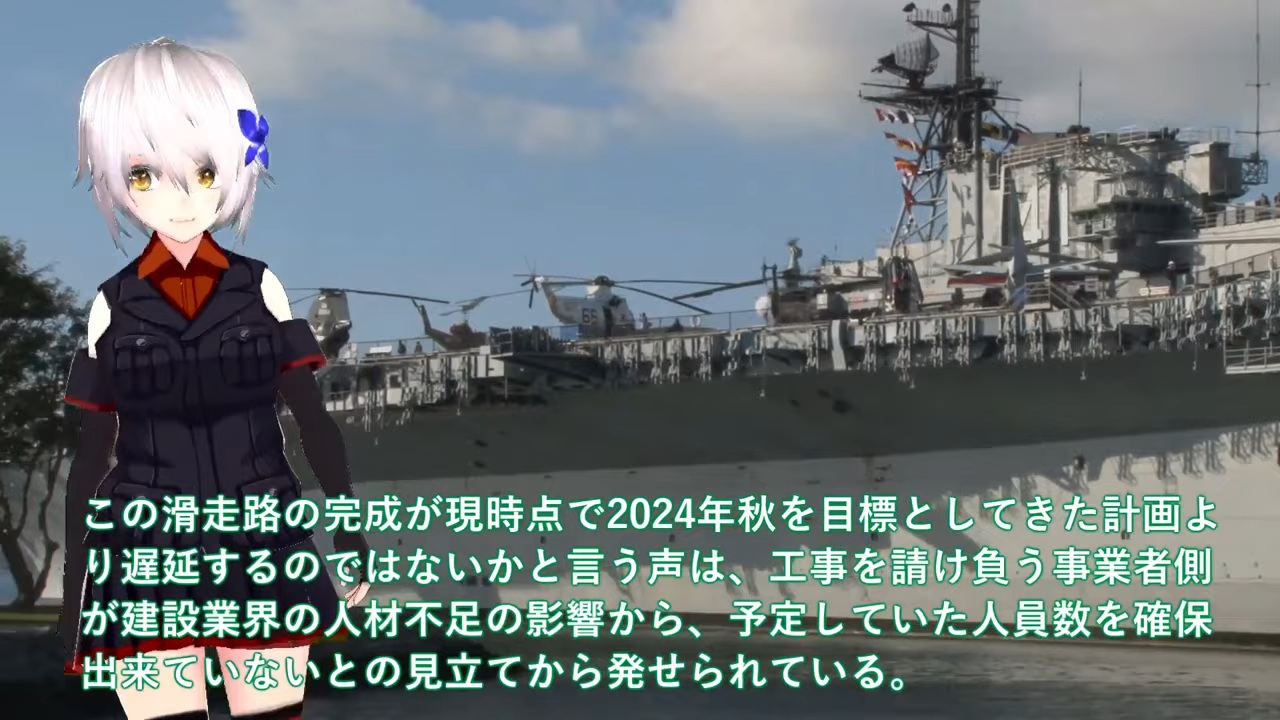 65
この滑走路の完成が現時点で2024年秋を目標としてきた計画よ
り遅延するのではないかと言う声は、工事を請け負う事業者側
が建設業界の人材不足の影響から、予定していた人員数を確保
出来ていないとの見立てから発せられている。